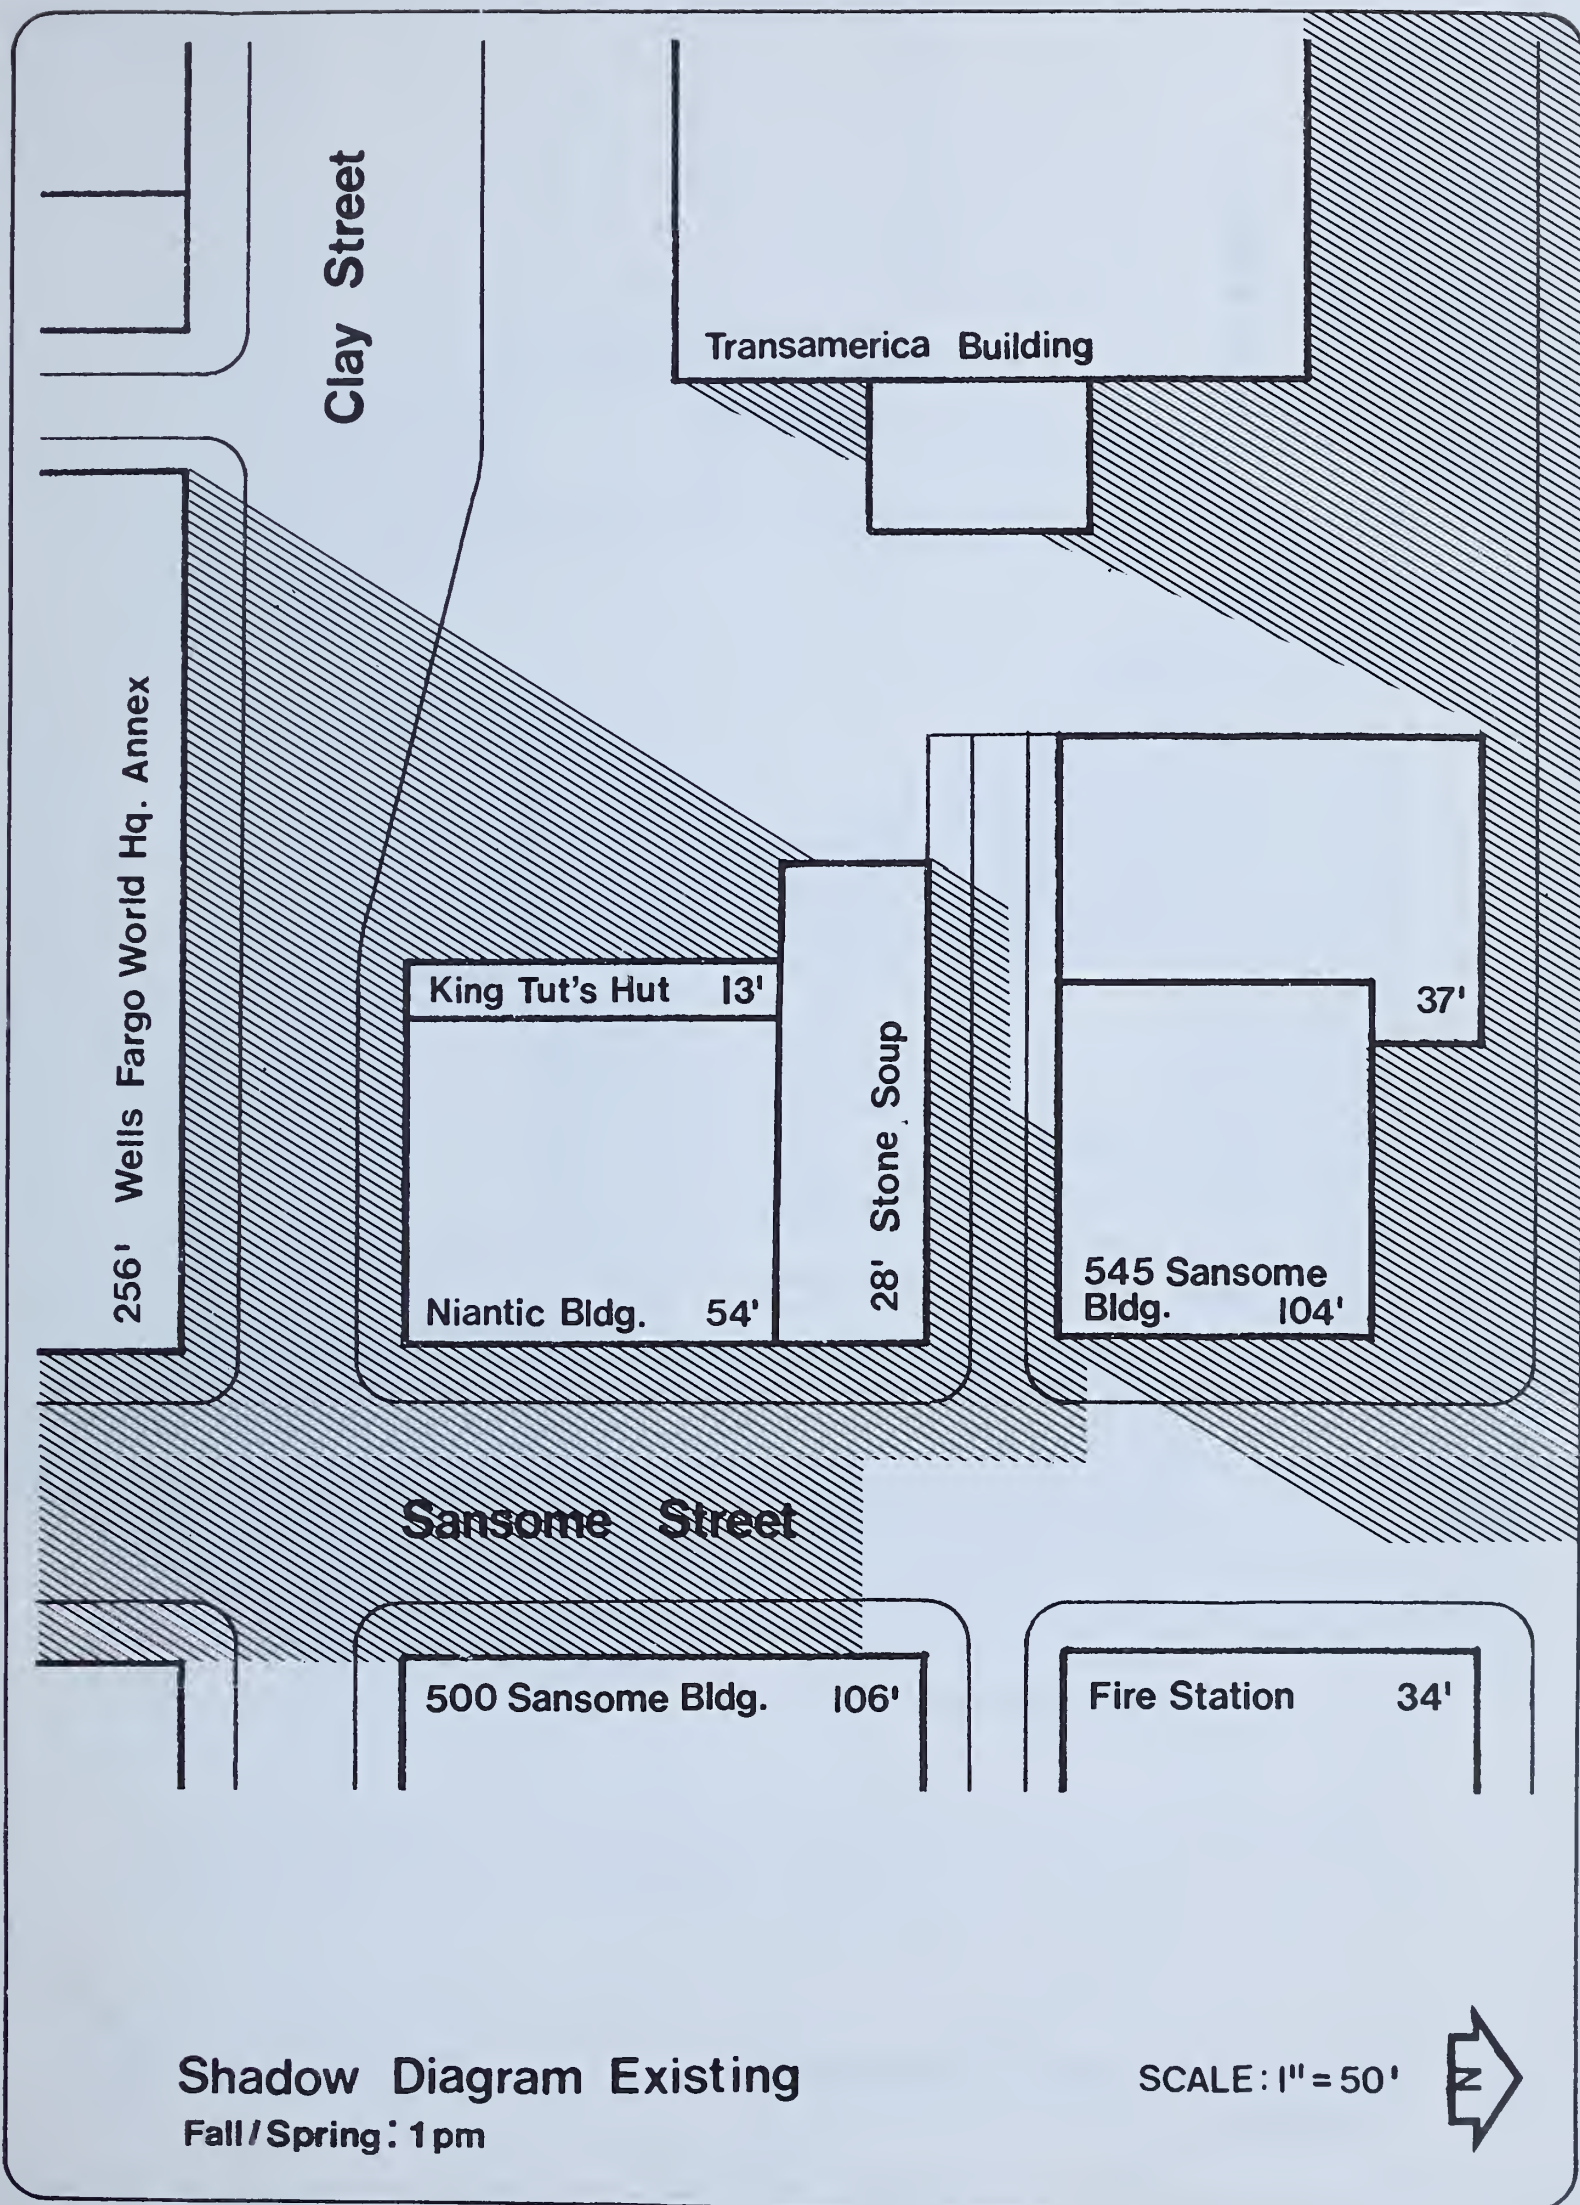 Clay Street
Transamerica Building
256' Wells Fargo World Hq. Annex
King Tut's Hut 13'
37'
28' Stone Soup
545 Sansome
Bldg. 104'
Niantic Bldg. 54'
Sansome Street
500 Sansome Bldg. 106'
Fire Station 34'
Shadow Diagram Existing
Fall/Spring: 1pm
SCALE: 1"=50'
N